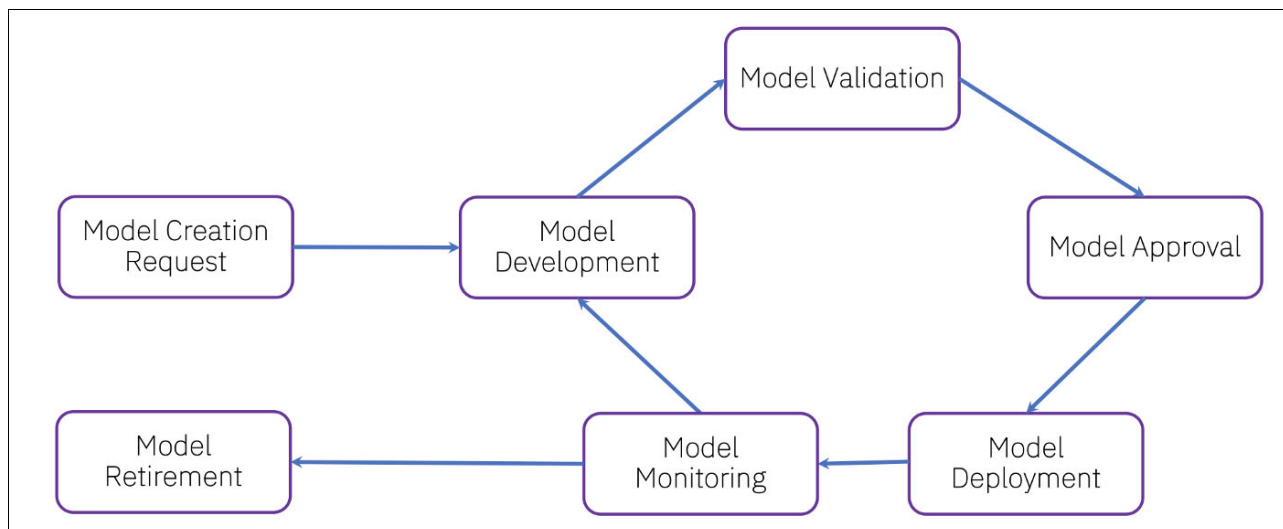 Model Validation
Model Creation
Request
Model
Development
Model Approval
Model
Retirement
Model
Monitoring
Model
Deployment